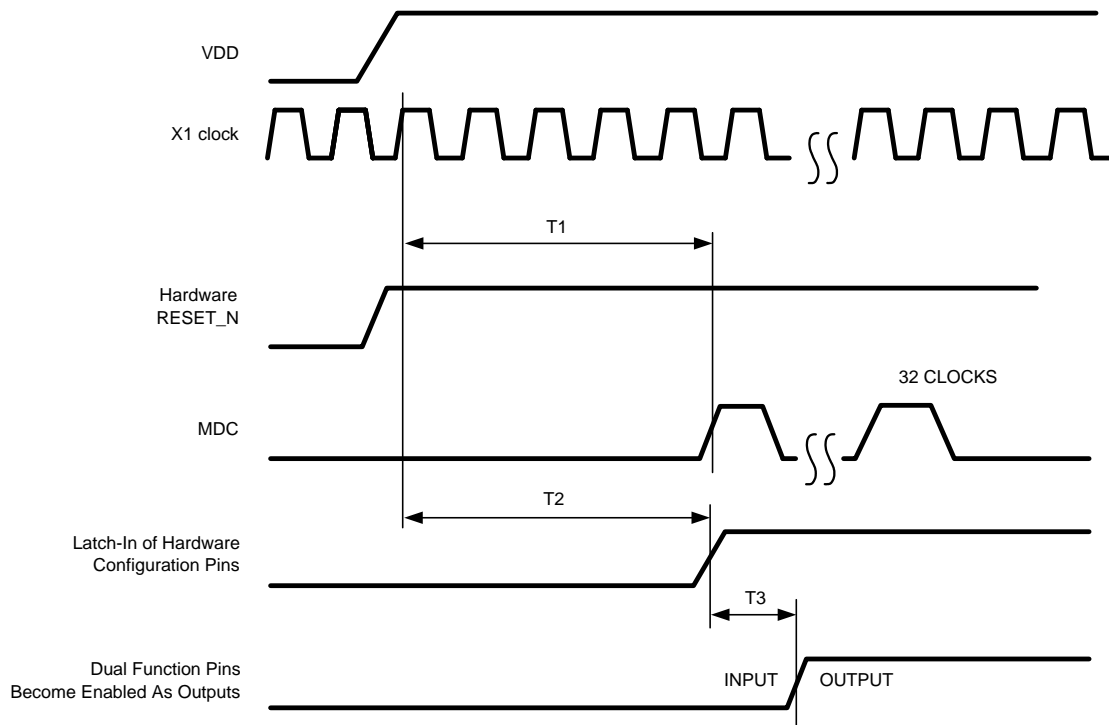 VDD
X1 clock
T1
Hardware
RESET_N
32 CLOCKS
MDC
T2
Latch-In of Hardware
Configuration Pins
T3
Dual Function Pins
Become Enabled As Outputs
INPUT
OUTPUT